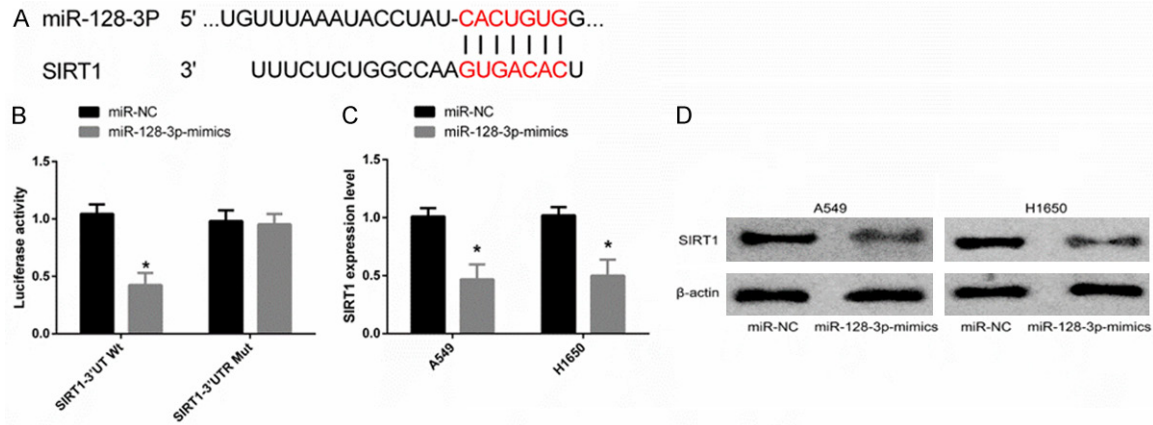 A
miR-128-3P 5' ...UGUUUAAAUACCUAU-CACUGUGG...
SIRT1 3' UUUCUCUGGCCAAGUGACACU
B
miR-NC
miR-128-3p-mimics
Luciferase activity
1.5
1.0
0.5
0.0
*
SIRT1-3'UT Wt
SIRT1-3'UTR Mut
C
miR-NC
miR-128-3p-mimics
SIRT1 expression level
1.5
1.0
0.5
0.0
*
*
A549
H1650
D
A549 H1650
SIRT1
β-actin
miR-NC miR-128-3p-mimics miR-NC miR-128-3p-mimics